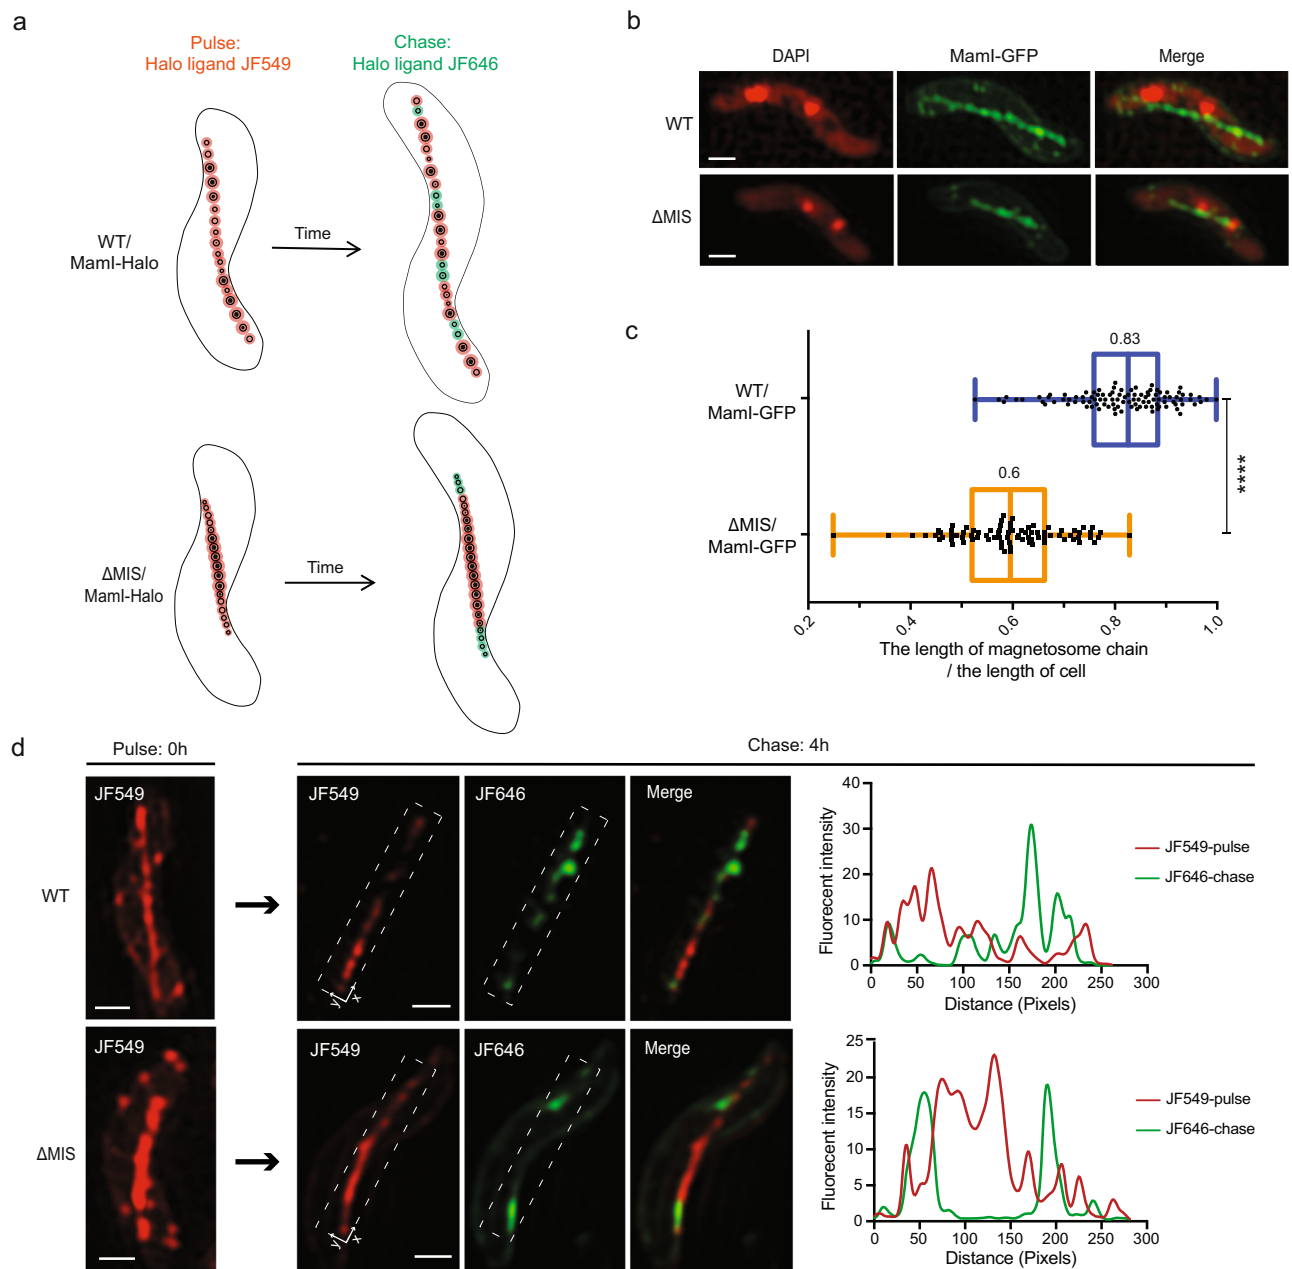 a
Pulse:
Halo ligand JF549
Chase:
Halo ligand JF646
WT/
MamI-Halo
Time
ΔMIS/
MamI-Halo
Time
b
DAPI
MamI-GFP
Merge
WT
ΔMIS
c
0.83
WT/
MamI-GFP
0.6
ΔMIS/
MamI-GFP
****
0.2
0.4
0.6
0.8
1.0
The length of magnetosome chain
/ the length of cell
d
Pulse: 0h
Chase: 4h
WT
JF549
JF549
JF646
Merge
y
x
40
30
20
10
0
Fluorecent intensity
0
50
100
150
200
250
300
Distance (Pixels)
JF549-pulse
JF646-chase
ΔMIS
JF549
JF549
JF646
Merge
y
x
25
20
15
10
5
0
Fluorecent intensity
0
50
100
150
200
250
300
Distance (Pixels)
JF549-pulse
JF646-chase